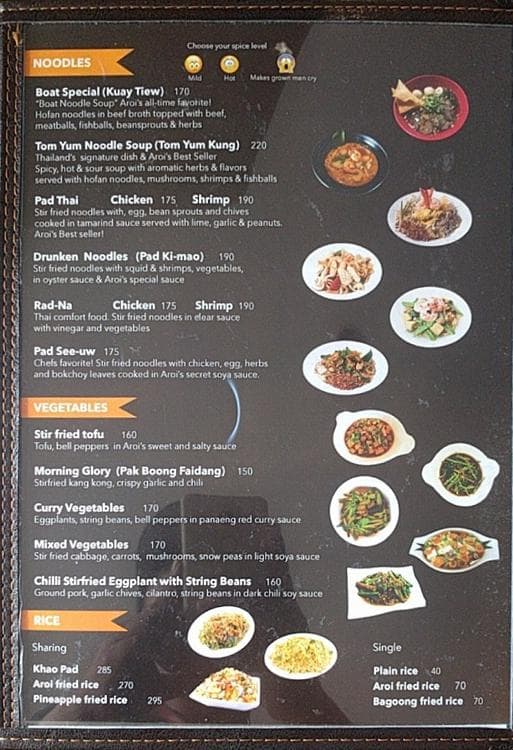 Choose your spice level
NOODLES
Mild Hot Makes grown men cry
Boat Special (Kuay Tiew) 170
"Boat Noodle Soup" Aroi's all-time favorite!
Hofan noodles in beef broth topped with beef,
meatballs, fishballs, beansprouts & herbs
Tom Yum Noodle Soup (Tom Yum Kung) 220
Thailand's signature dish & Aroi's Best Seller
Spicy, hot & sour soup with aromatic herbs & flavors
served with hofan noodles, mushrooms, shrimps & fishballs
Pad Thai Chicken 175 Shrimp 190
Stir fried noodles with, egg, bean sprouts and chives
cooked in tamarind sauce served with lime, garlic & peanuts.
Aroi's Best seller!
Drunken Noodles (Pad Ki-mao) 190
Stir fried noodles with squid & shrimps, vegetables,
in oyster sauce & Aroi's special sauce
Rad-Na Chicken 175 Shrimp 190
Thai comfort food. Stir fried noodles in clear sauce
with vinegar and vegetables
Pad See-uw 175
Chefs favorite! Stir fried noodles with chicken, egg, herbs
and bokchoy leaves cooked in Aroi's secret soya sauce.
VEGETABLES
Stir fried tofu 160
Tofu, bell peppers in Aroi's sweet and salty sauce
Morning Glory (Pak Boong Faidang) 150
Stirfried kang kong, crispy garlic and chili
Curry Vegetables 170
Eggplants, string beans, bell peppers in panaeng red curry sauce
Mixed Vegetables 170
Stir fried cabbage, carrots, mushrooms, snow peas in light soya sauce
Chilli Stirfried Eggplant with String Beans 160
Ground pork, garlic chives, cilantro, string beans in dark chili soy sauce
RICE
Sharing
Khao Pad 285
Aroi fried rice 270
Pineapple fried rice 295
Single
Plain rice 40
Aroi fried rice 70
Bagoong fried rice 70